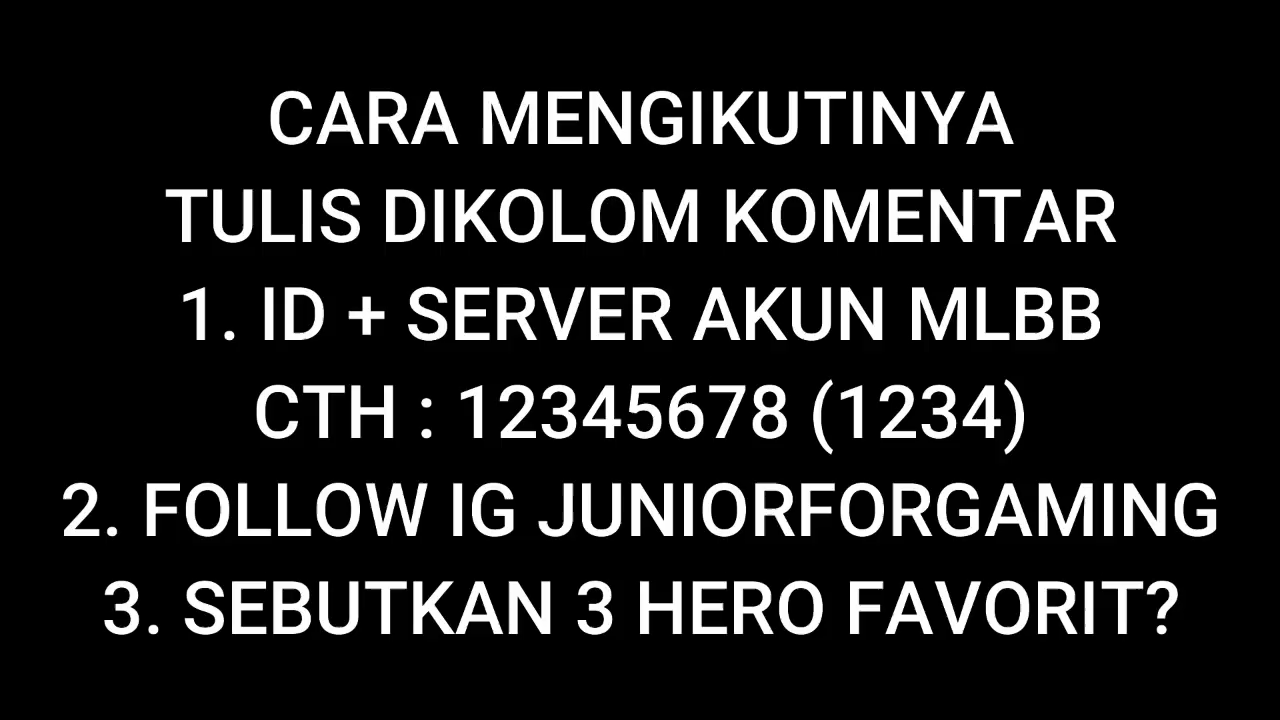 CARA MENGIKUTINYA
TULIS DIKOLOM KOMENTAR
1. ID + SERVER AKUN MLBB
CTH : 12345678 (1234)
2. FOLLOW IG JUNIORFORGAMING
3. SEBUTKAN 3 HERO FAVORIT?